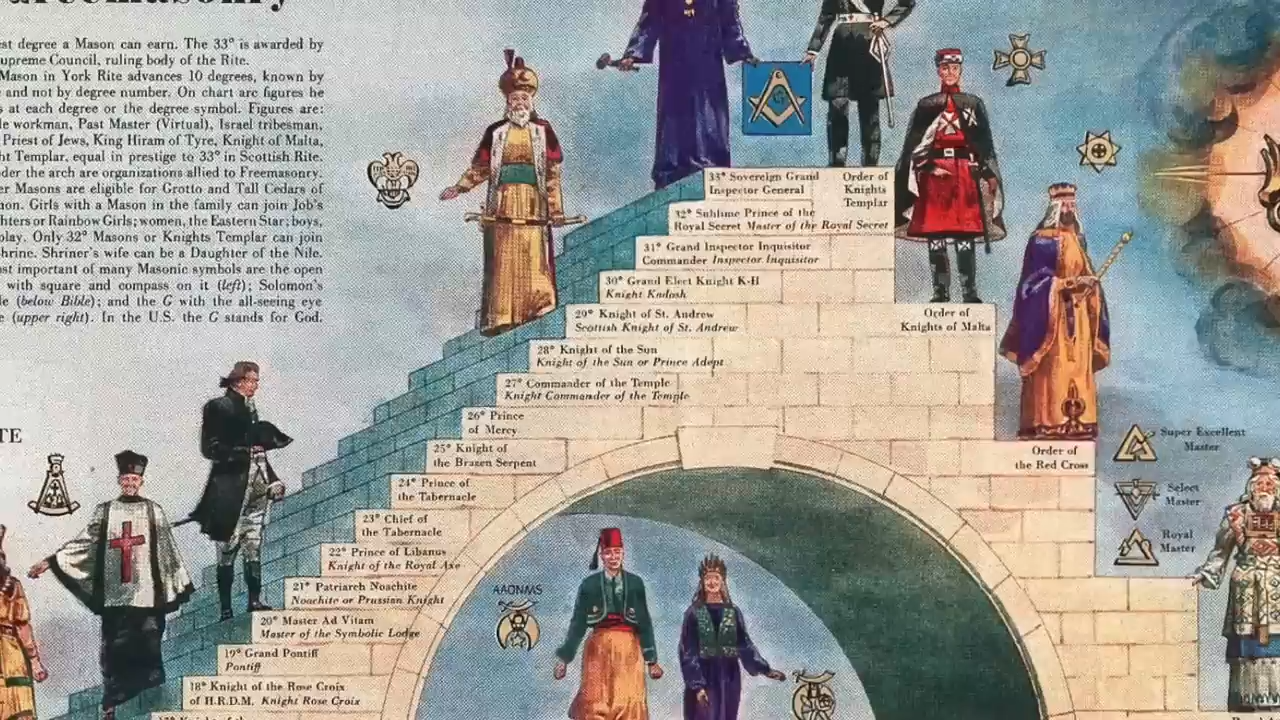 est degree a Mason can earn. The 33° is awarded by
upreme Council, ruling body of the Rite.
Mason in York Rite advances 10 degrees, known by
and not by degree number. On chart are figures he
s at each degree or the degree symbol. Figures are:
le workman, Past Master (Virtual), Israel tribesman,
Priest of Jews, King Hiram of Tyre, Knight of Malta,
ht Templar, equal in prestige to 33° in Scottish Rite.
der the arch are organizations allied to Freemasonry.
er Masons are eligible for Grotto and Tall Cedars of
non. Girls with a Mason in the family can join Job's
ghters or Rainbow Girls; women, the Eastern Star; boys,
olay. Only 32° Masons or Knights Templar can join
hrine. Shriner's wife can be a Daughter of the Nile.
ost important of many Masonic symbols are the open
with square and compass on it (left); Solomon's
le (below Bible); and the G with the all-seeing eye
e (upper right). In the U.S. the G stands for God.
G
33° Sovereign Grand
Inspector General
Order of
Knights
Templar
32° Sublime Prince of the
Royal Secret Master of the Royal Secret
31° Grand Inspector Inquisitor
Commander Inspector Inquisitor
30° Grand Elect Knight K-H
Knight Kadosh
29° Knight of St. Andrew
Scottish Knight of St. Andrew
Order of
Knights of Malta
28° Knight of the Sun
Knight of the Sun or Prince Adept
27° Commander of the Temple
Knight Commander of the Temple
26° Prince
of Mercy
TE
25° Knight of
the Brazen Serpent
Order of
the Red Cross
Super Excellent
Master
24° Prince of
the Tabernacle
Select
Master
23° Chief of
the Tabernacle
Royal
Master
22° Prince of Libanus
Knight of the Royal Axe
21° Patriarch Noachite
Noachite or Prussian Knight
AAONMS
20° Master Ad Vitam
Master of the Symbolic Lodge
19° Grand Pontiff
Pontiff
18° Knight of the Rose Croix
of H.R.D.M. Knight Rose Croix